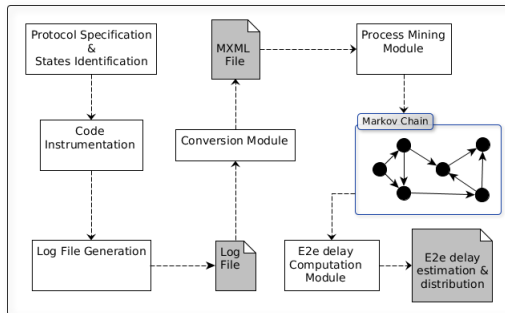 Protocol Specification
&
States Identification
Code
Instrumentation
Log File Generation
Log
File
Conversion Module
MXML
File
Process Mining
Module
Markov Chain
E2e delay
Computation
Module
E2e delay
estimation &
distribution